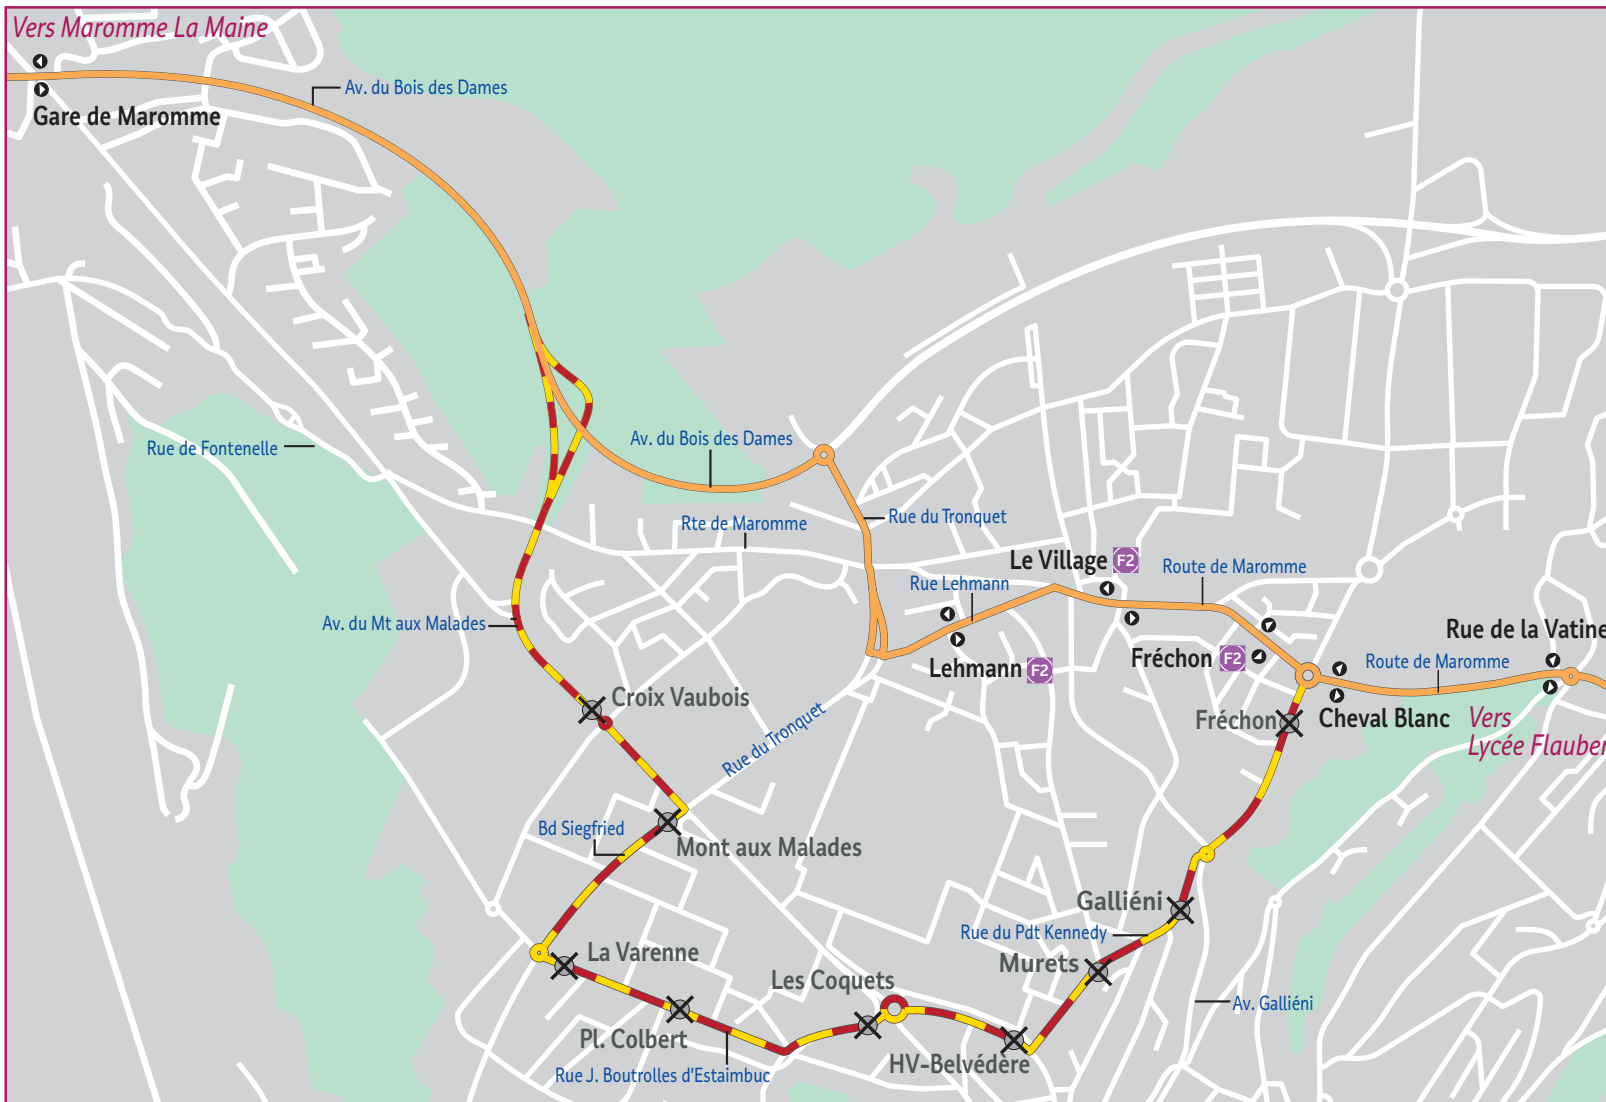 Vers Maromme La Maine
Av. du Bois des Dames
Gare de Maromme
Rue de Fontenelle
Av. du Bois des Dames
Rte de Maromme
Rue du Tronquet
Le Village F2
Route de Maromme
Rue Lehmann
Av. du Mt aux Malades
Lehmann F2
Fréchon F2
Rue de la Vatine
Route de Maromme
Croix Vaubois
Rue du Tronquet
Fréchon
Cheval Blanc
Vers
Lycée Flauber
Bd Siegfried
Mont aux Malades
Galliéni
Rue du Pdt Kennedy
La Varenne
Les Coquets
Murets
Av. Galliéni
Pl. Colbert
HV-Belvédère
Rue J. Boutrolles d'Estaimbuc